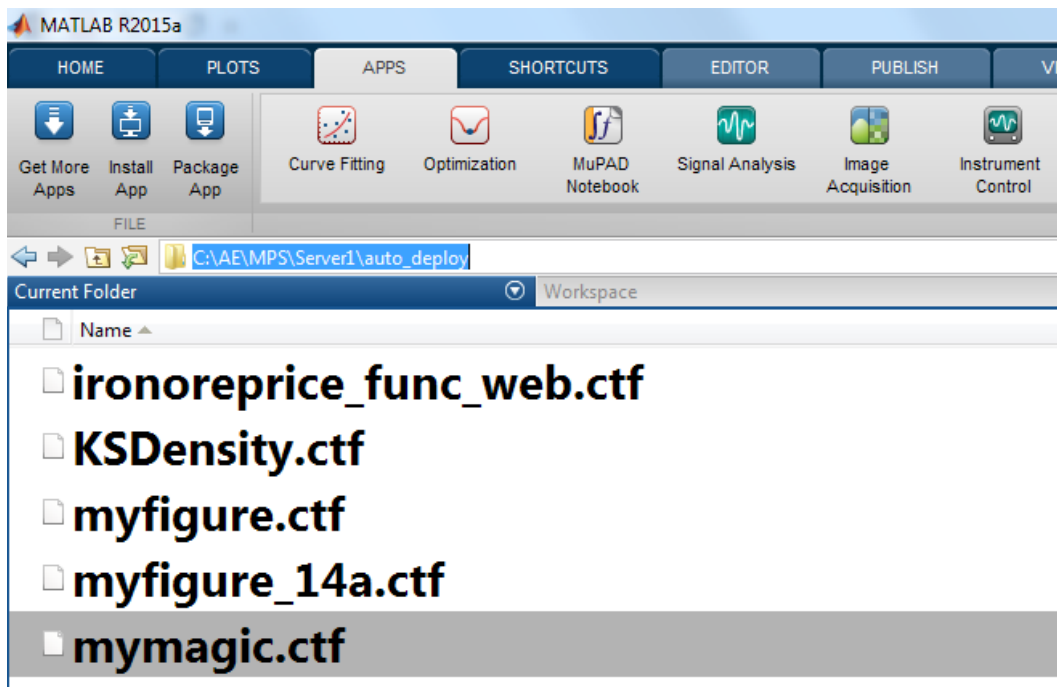 MATLAB R2015a
HOME PLOTS APPS SHORTCUTS EDITOR PUBLISH
Get More Apps Install App Package App Curve Fitting Optimization MuPAD Notebook Signal Analysis Image Acquisition Instrument Control
FILE
C:\AE\MPS\Server1\auto_deploy
Current Folder Workspace
Name
ironoreprice_func_web.ctf
KSDensity.ctf
myfigure.ctf
myfigure_14a.ctf
mymagic.ctf